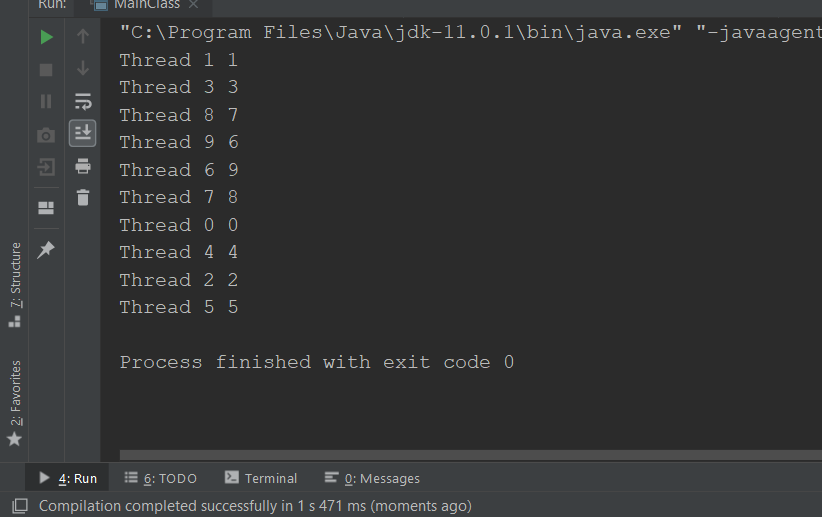 Run: MainClass ×
"C:\Program Files\Java\jdk-11.0.1\bin\java.exe" "-javaagent
Thread 1 1
Thread 3 3
Thread 8 7
Thread 9 6
Thread 6 9
Thread 7 8
Thread 0 0
Thread 4 4
Thread 2 2
Thread 5 5
Process finished with exit code 0
7: Structure
2: Favorites
4: Run 6: TODO Terminal 0: Messages
Compilation completed successfully in 1 s 471 ms (moments ago)